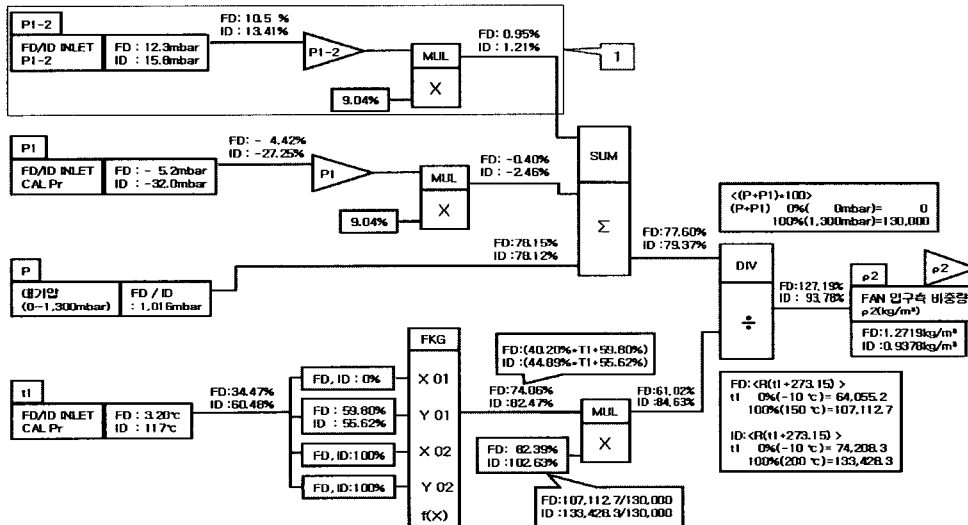 P1-2
FD/ID INLET
P1-2
FD : 12.3mbar
ID : 15.8mbar
FD: 10.5 %
ID : 13.41%
P1-2
MUL
X
9.04%
FD: 0.95%
ID : 1.21%
1
P1
FD/ID INLET
CAL Pr
FD : - 5.2mbar
ID : -32.0mbar
FD: - 4.42%
ID : -27.25%
P1
MUL
X
9.04%
FD: -0.40%
ID : -2.46%
SUM
Σ
P
대기압
(0~1,300mbar)
FD / ID
: 1,016mbar
FD: 78.15%
ID : 78.12%
FD: 77.60%
ID : 79.37%
<(P+P1)*100>
(P+P1) 0%( 0mbar)= 0
100%(1,300mbar)=130,000
DIV
÷
FD:127.19%
ID : 93.78%
ρ2
ρ2
FAN 입구측 비중량
ρ2(kg/m³)
FD:1.2719kg/m³
ID:0.9378kg/m³
t1
FD/ID INLET
CAL Pr
FD : 3.20℃
ID : 117℃
FD:34.47%
ID :60.48%
FD, ID : 0%
FD : 59.80%
ID : 55.62%
FD, ID:100%
FD, ID:100%
FKG
X 01
Y 01
X 02
Y 02
f(X)
FD:(40.20%*T1+59.80%)
ID :(44.89%*T1+55.62%)
FD:74.06%
ID :82.47%
MUL
X
FD: 82.39%
ID :102.63%
FD:107,112.7/130,000
ID :133,428.3/130,000
FD:61.02%
ID :84.63%
FD: <R(t1+273.15) >
t1 0%(-10 ℃)= 64,055.2
100%(150 ℃)=107,112.7
ID:<R(t1+273.15) >
t1 0%(-10 ℃)= 74,208.3
100%(200 ℃)=133,428.3